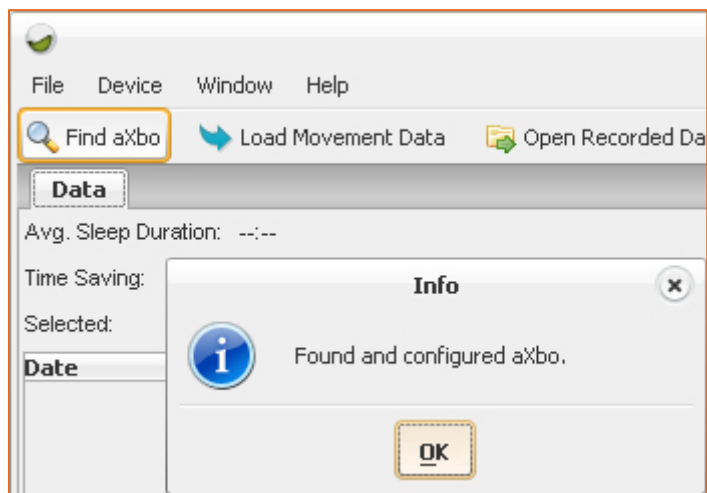 File Device Window Help
Find aXbo Load Movement Data Open Recorded Da
Data
Avg. Sleep Duration: --:--
Time Saving:
Selected:
Date
Info
Found and configured aXbo.
OK